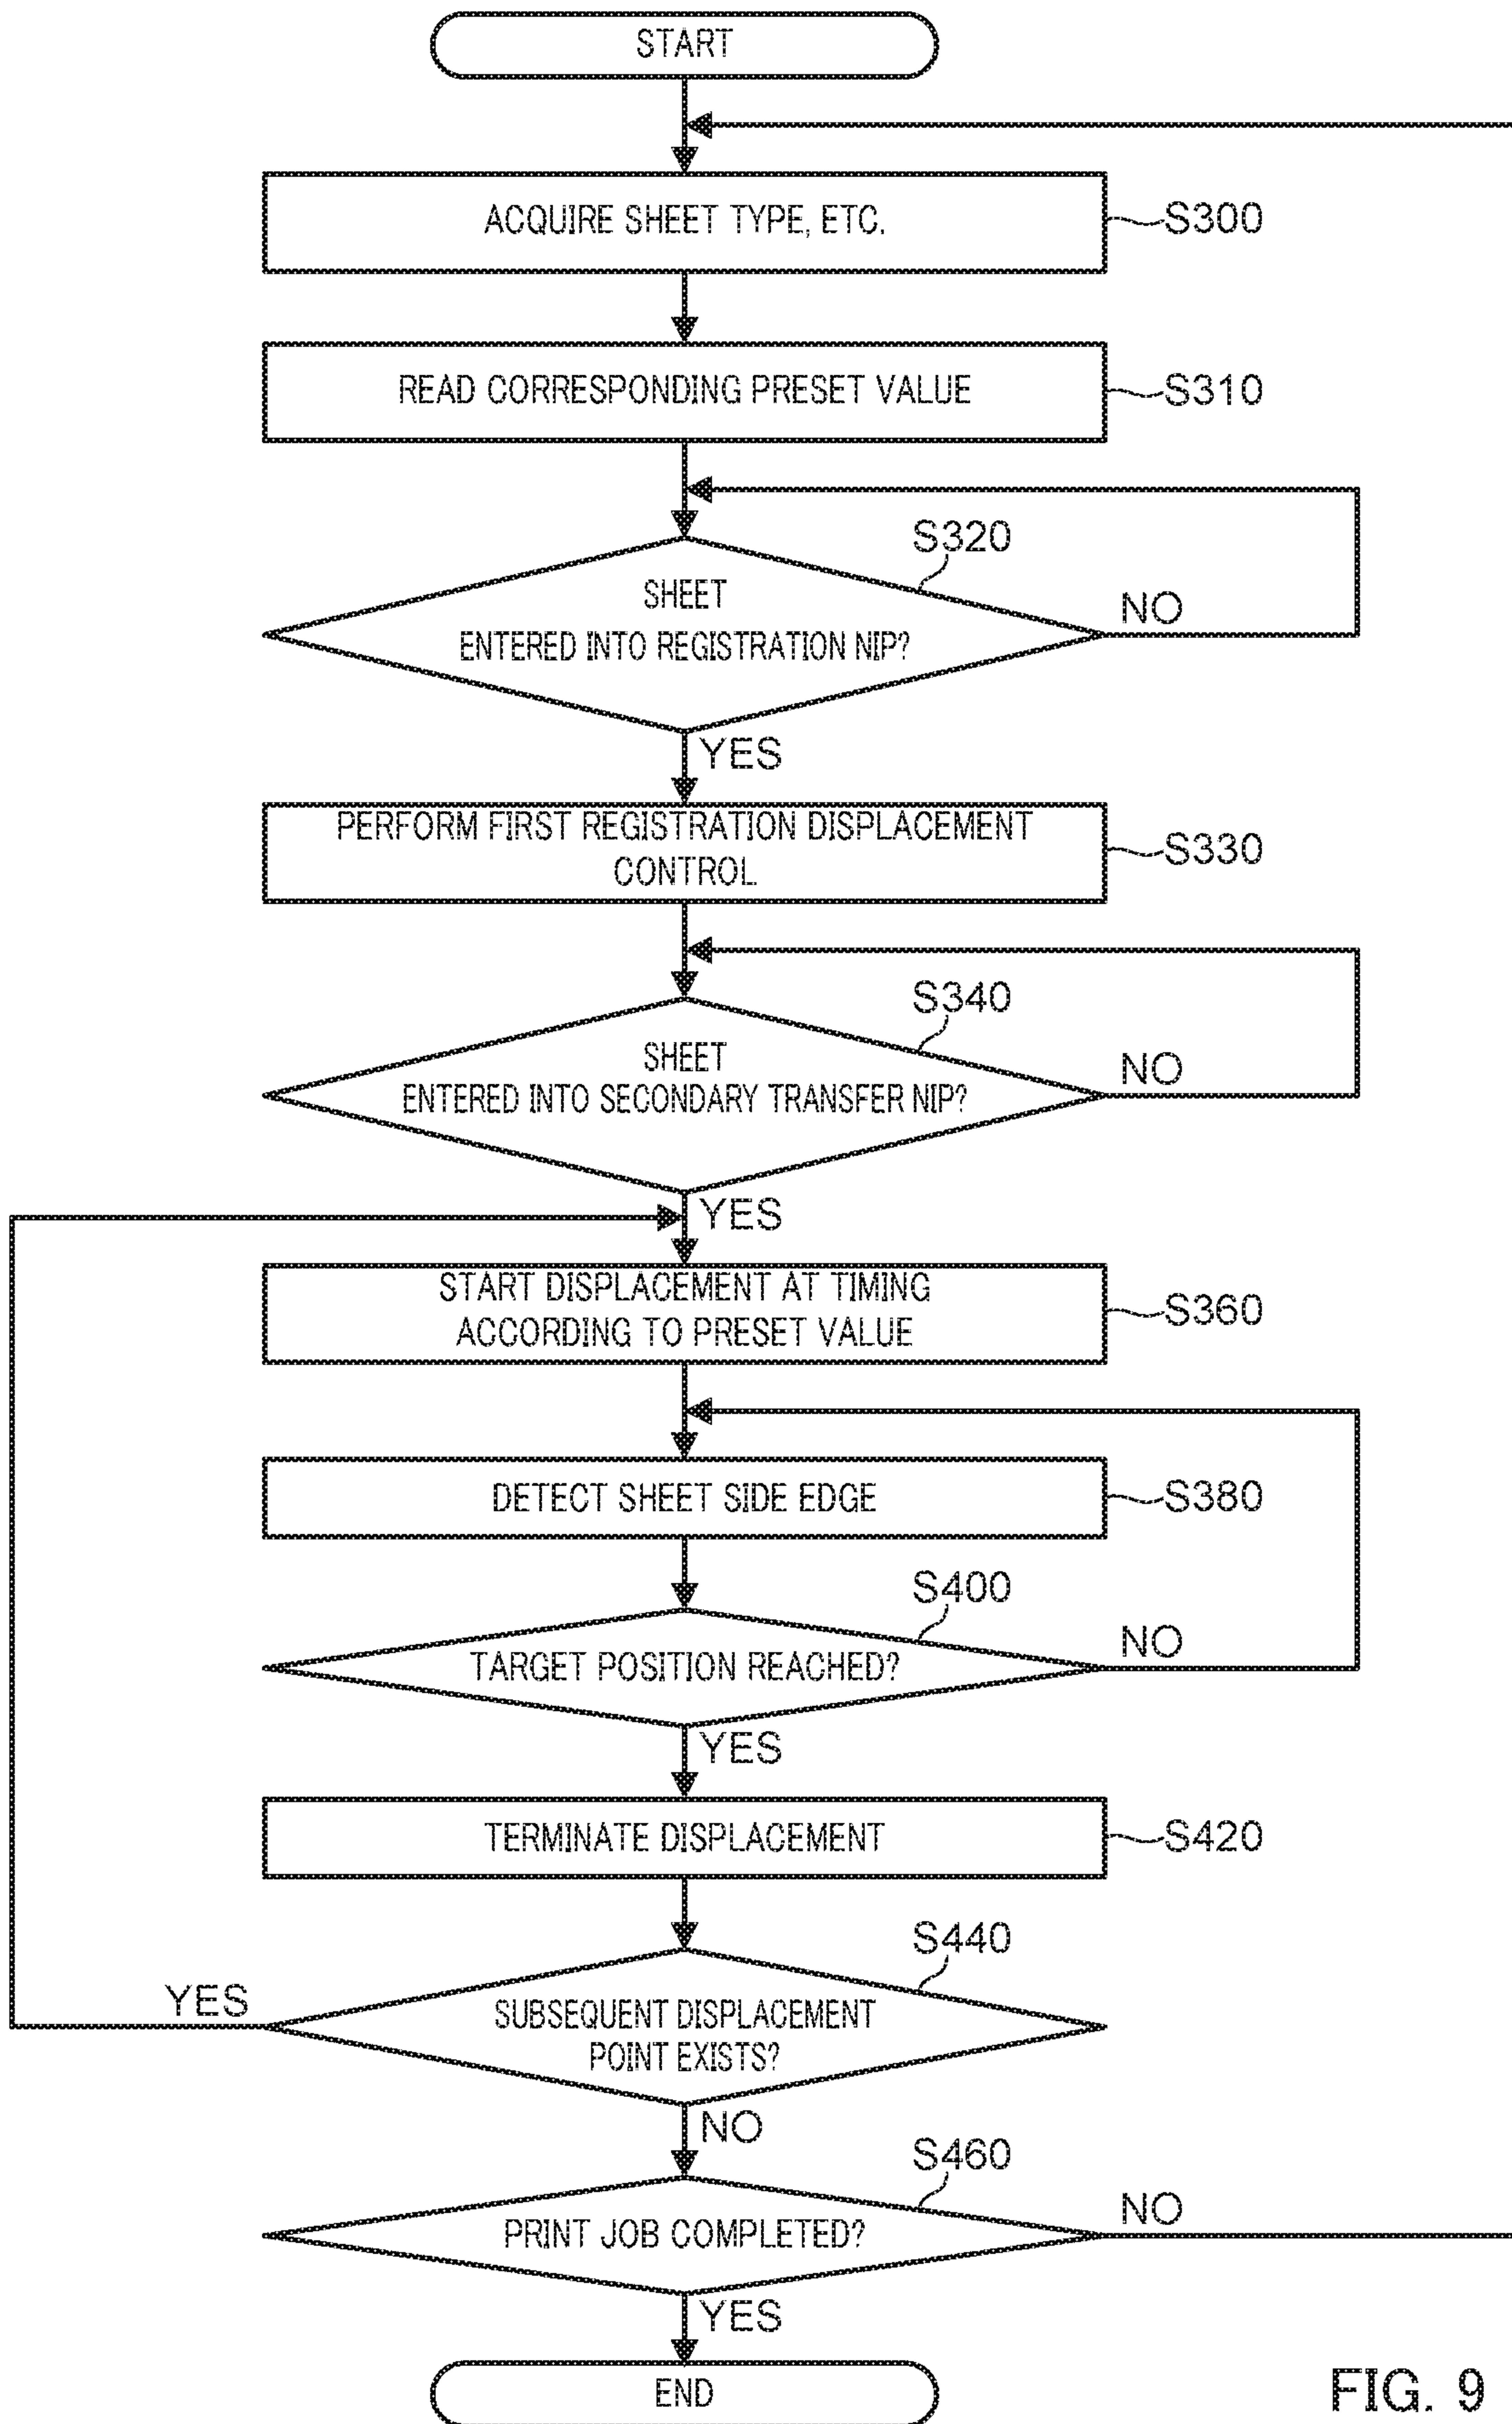 START
ACQUIRE SHEET TYPE, ETC.
S300
READ CORRESPONDING PRESET VALUE
S310
S320
SHEET
ENTERED INTO REGISTRATION NIP?
NO
YES
PERFORM FIRST REGISTRATION DISPLACEMENT
CONTROL
S330
S340
SHEET
ENTERED INTO SECONDARY TRANSFER NIP?
NO
YES
START DISPLACEMENT AT TIMING
ACCORDING TO PRESET VALUE
S360
DETECT SHEET SIDE EDGE
S380
S400
TARGET POSITION REACHED?
NO
YES
TERMINATE DISPLACEMENT
S420
S440
YES
SUBSEQUENT DISPLACEMENT
POINT EXISTS?
NO
S460
PRINT JOB COMPLETED?
NO
YES
END
FIG. 9